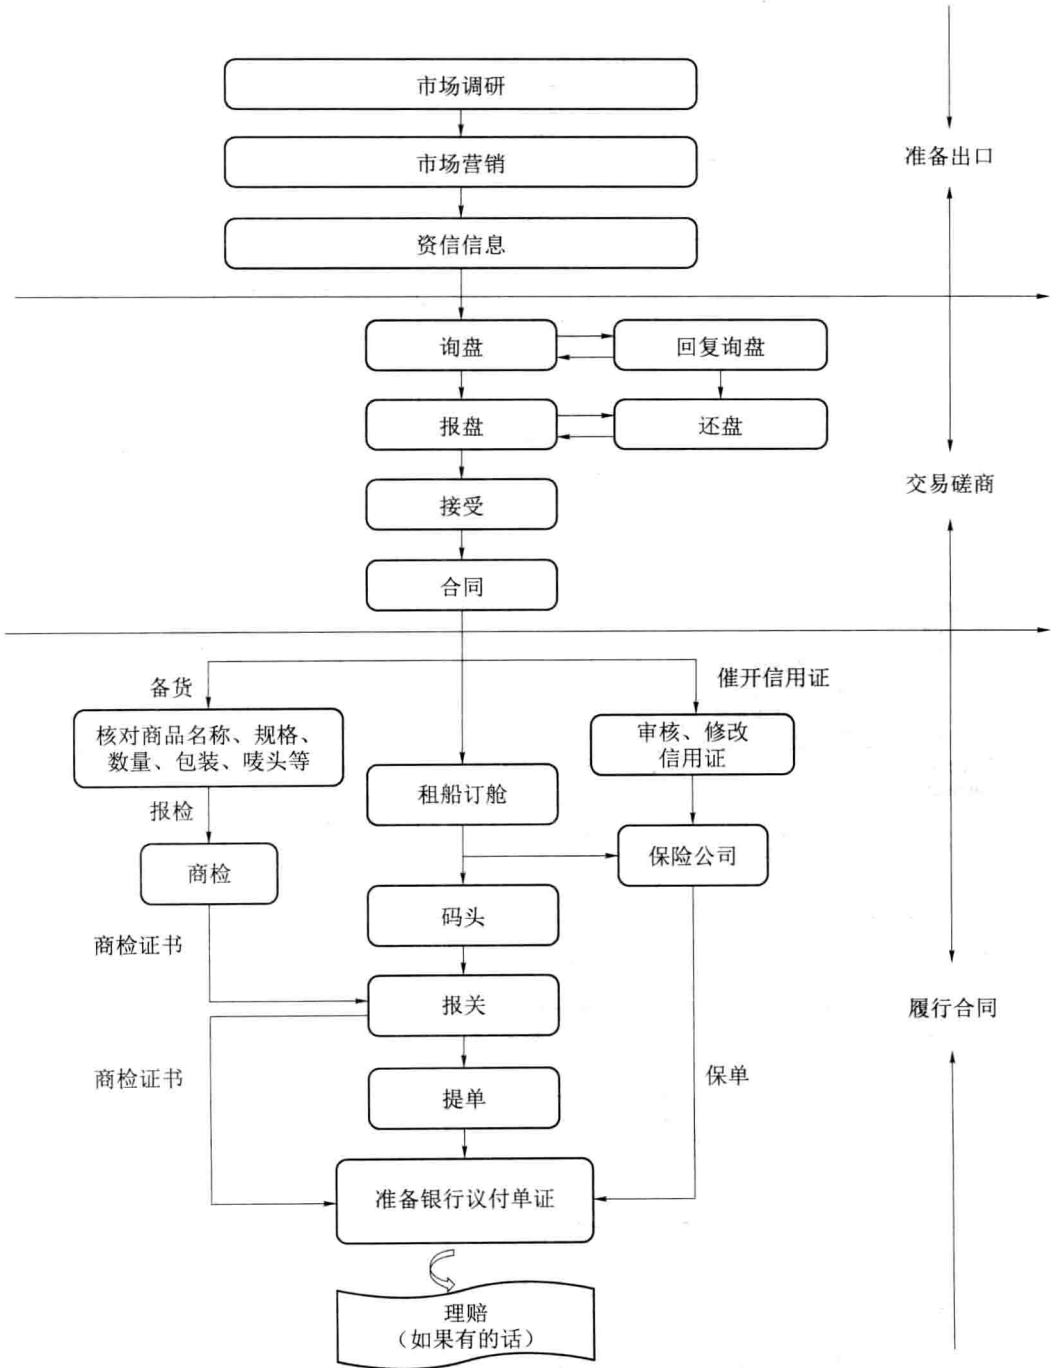 市场调研
市场营销
准备出口
资信信息
询盘
回复询盘
报盘
还盘
交易磋商
接受
合同
备货
催开信用证
核对商品名称、规格、
数量、包装、唛头等
审核、修改
信用证
租船订舱
报检
保险公司
商检
码头
商检证书
报关
履行合同
商检证书
保单
提单
准备银行议付单证
理赔
（如果有的话）